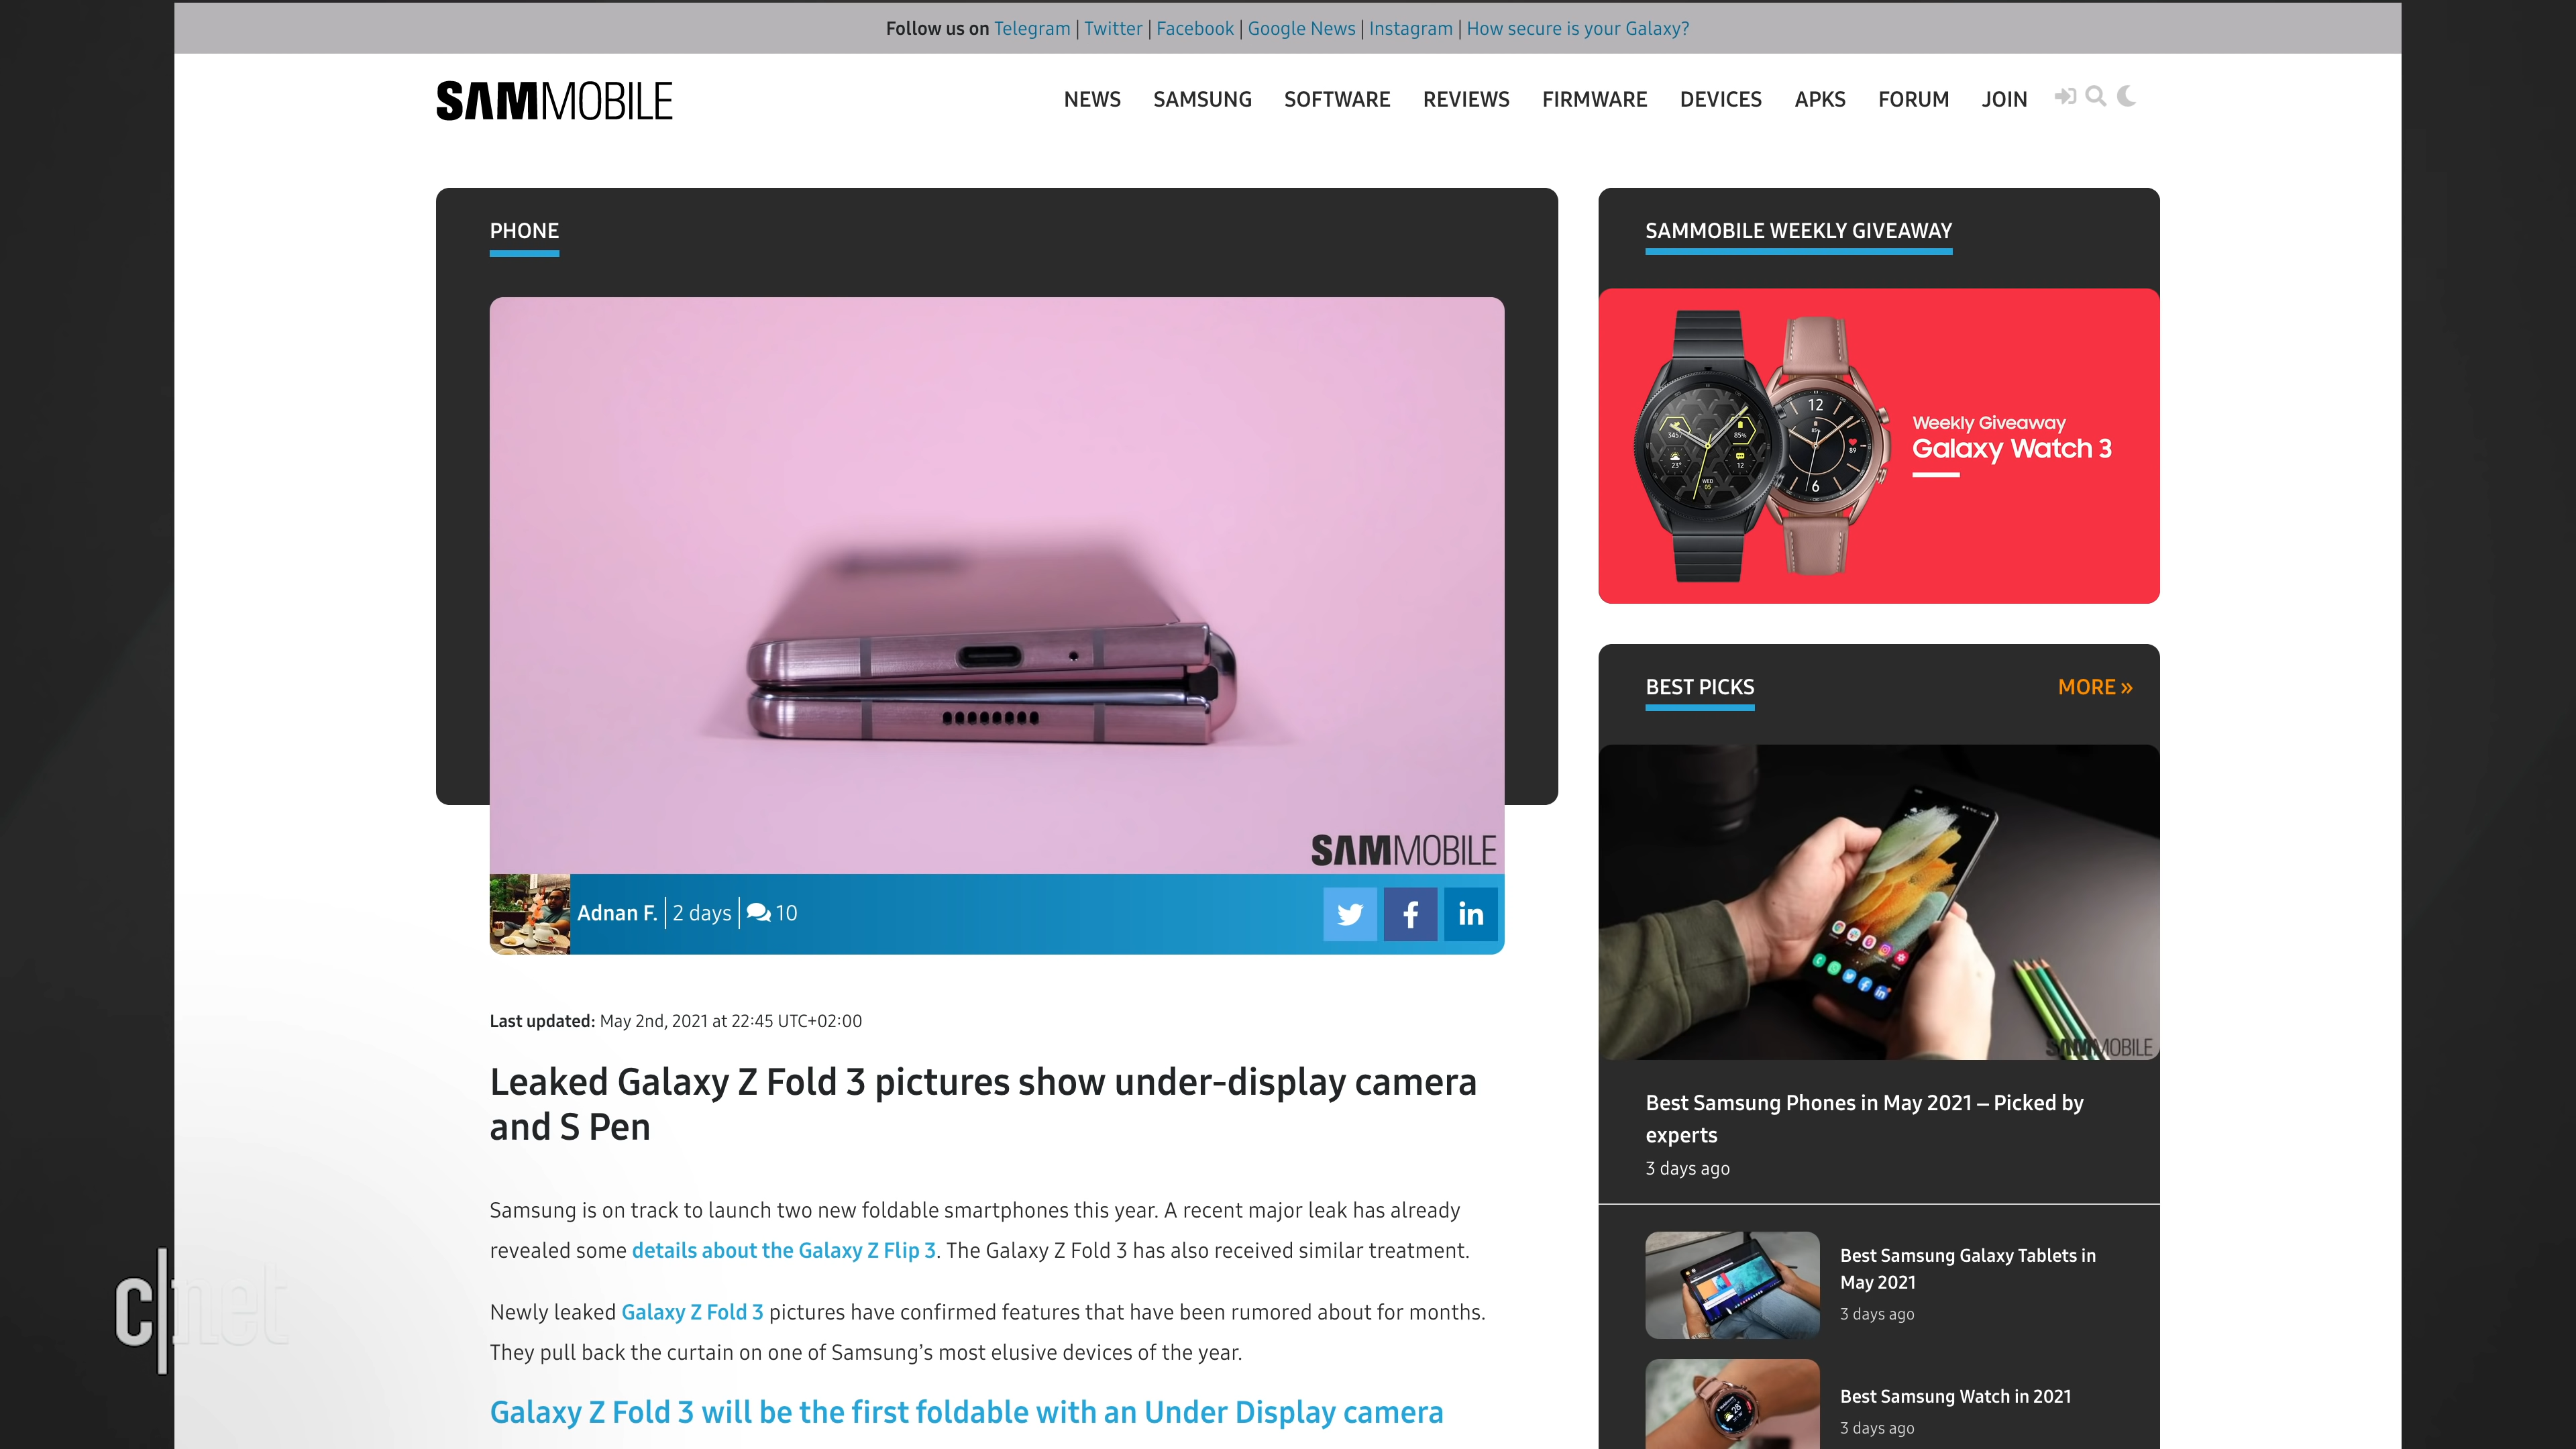 Follow us on Telegram | Twitter | Facebook | Google News | Instagram | How secure is your Galaxy?
SAMMOBILE
NEWS SAMSUNG SOFTWARE REVIEWS FIRMWARE DEVICES APKS FORUM JOIN
PHONE
SAMMOBILE
Adnan F. | 2 days | 10
Last updated: May 2nd, 2021 at 22:45 UTC+02:00
Leaked Galaxy Z Fold 3 pictures show under-display camera
and S Pen
Samsung is on track to launch two new foldable smartphones this year. A recent major leak has already
revealed some details about the Galaxy Z Flip 3. The Galaxy Z Fold 3 has also received similar treatment.
Newly leaked Galaxy Z Fold 3 pictures have confirmed features that have been rumored about for months.
They pull back the curtain on one of Samsung's most elusive devices of the year.
Galaxy Z Fold 3 will be the first foldable with an Under Display camera
SAMMOBILE WEEKLY GIVEAWAY
12
6
Weekly Giveaway
Galaxy Watch 3
BEST PICKS
MORE »
SAMMOBILE
Best Samsung Phones in May 2021 – Picked by
experts
3 days ago
Best Samsung Galaxy Tablets in
May 2021
3 days ago
Best Samsung Watch in 2021
3 days ago
c|net